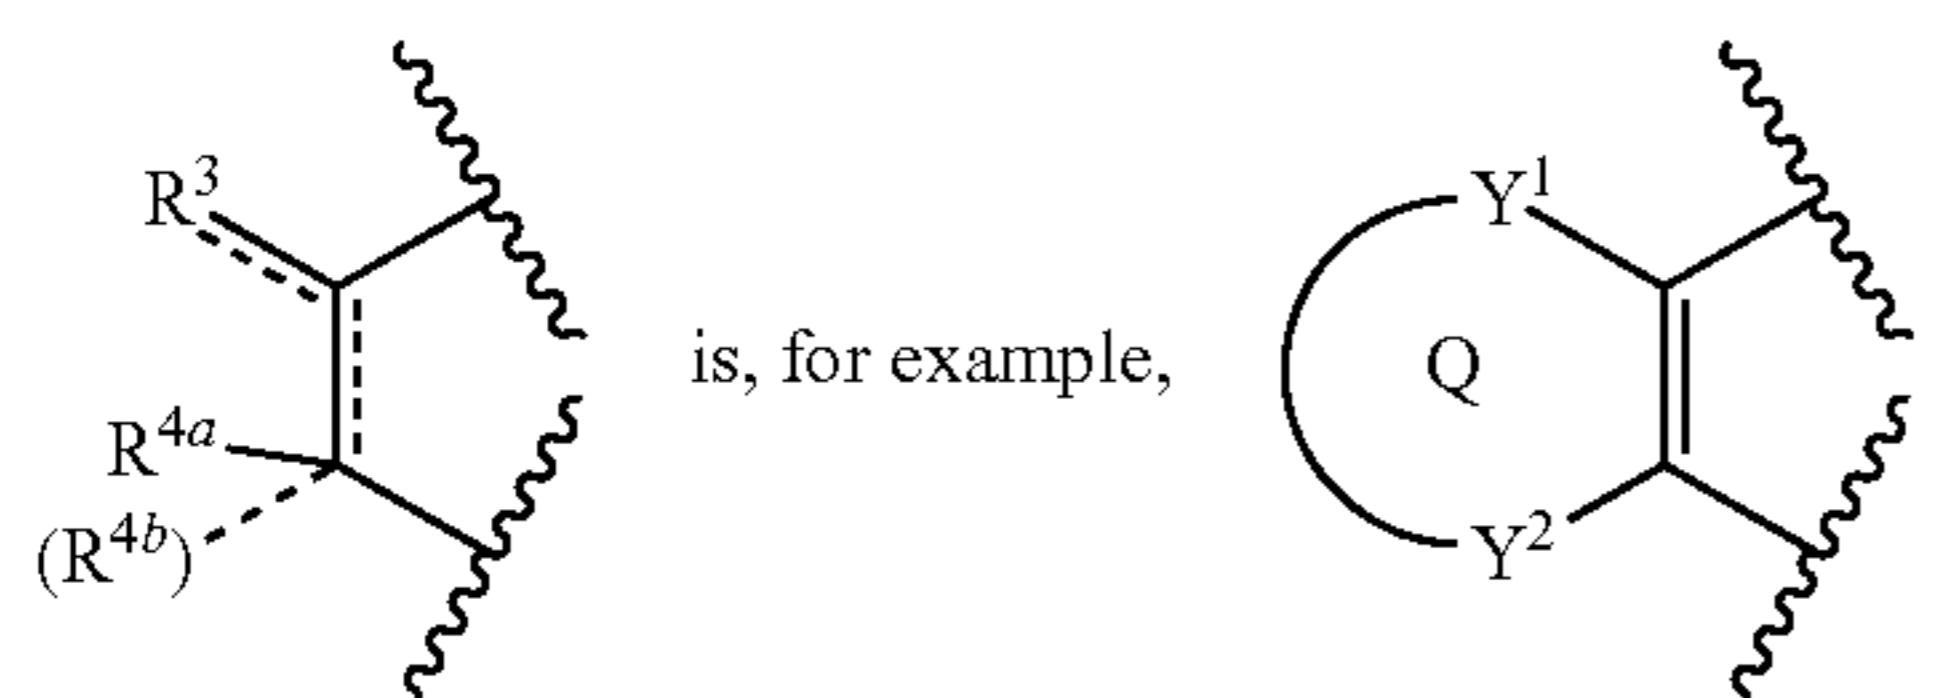 R³ Y¹
is, for example, Q
R⁴ᵃ
(R⁴ᵇ) Y²